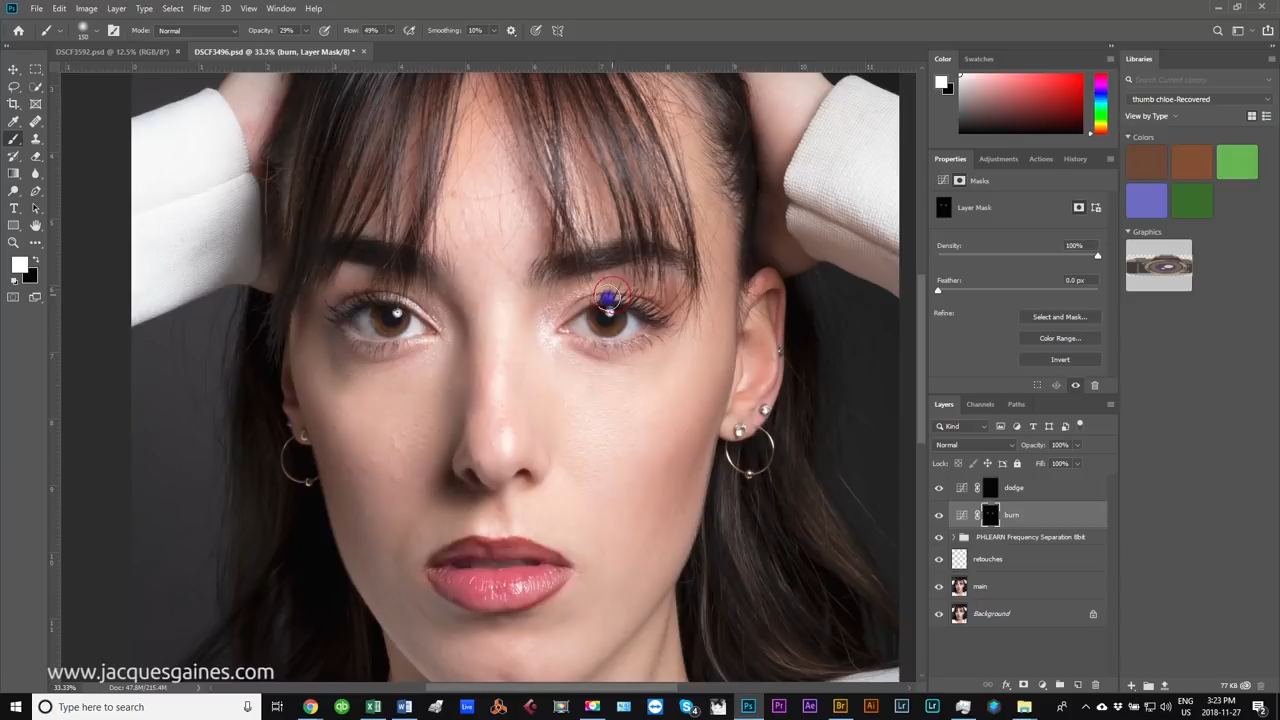 File Edit Image Layer Type Select Filter 3D View Window Help
Mode: Normal Opacity: 29% Flow: 49% Smoothing: 10%
DSCF3592.psd @ 12.5% (RGB/8*) × DSCF3496.psd @ 33.3% (burn, Layer Mask/8) * ×
Color Swatches
Libraries
Search Current Library
thumb chloe-Recovered
View by Type
Colors
Graphics
Properties Adjustments Actions History
Masks
Layer Mask
Density: 100%
Feather: 0.0 px
Refine: Select and Mask...
Color Range...
Invert
Layers Channels Paths
Kind
Normal Opacity: 100%
Lock: Fill: 100%
dodge
burn
PHLEARN Frequency Separation 8bit
retouches
main
Background
www.jacquesgaines.com
33.33% Doc: 47.8M/215.4M
77 KB
Type here to search
ENG 3:23 PM
US 2018-11-27